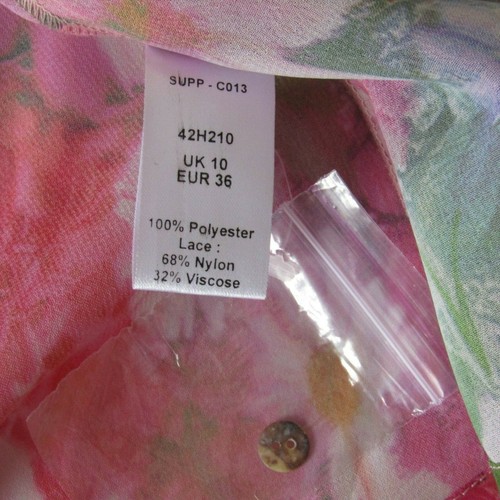 SUPP - C013
42H210
UK 10
EUR 36
100% Polyester
Lace :
68% Nylon
32% Viscose